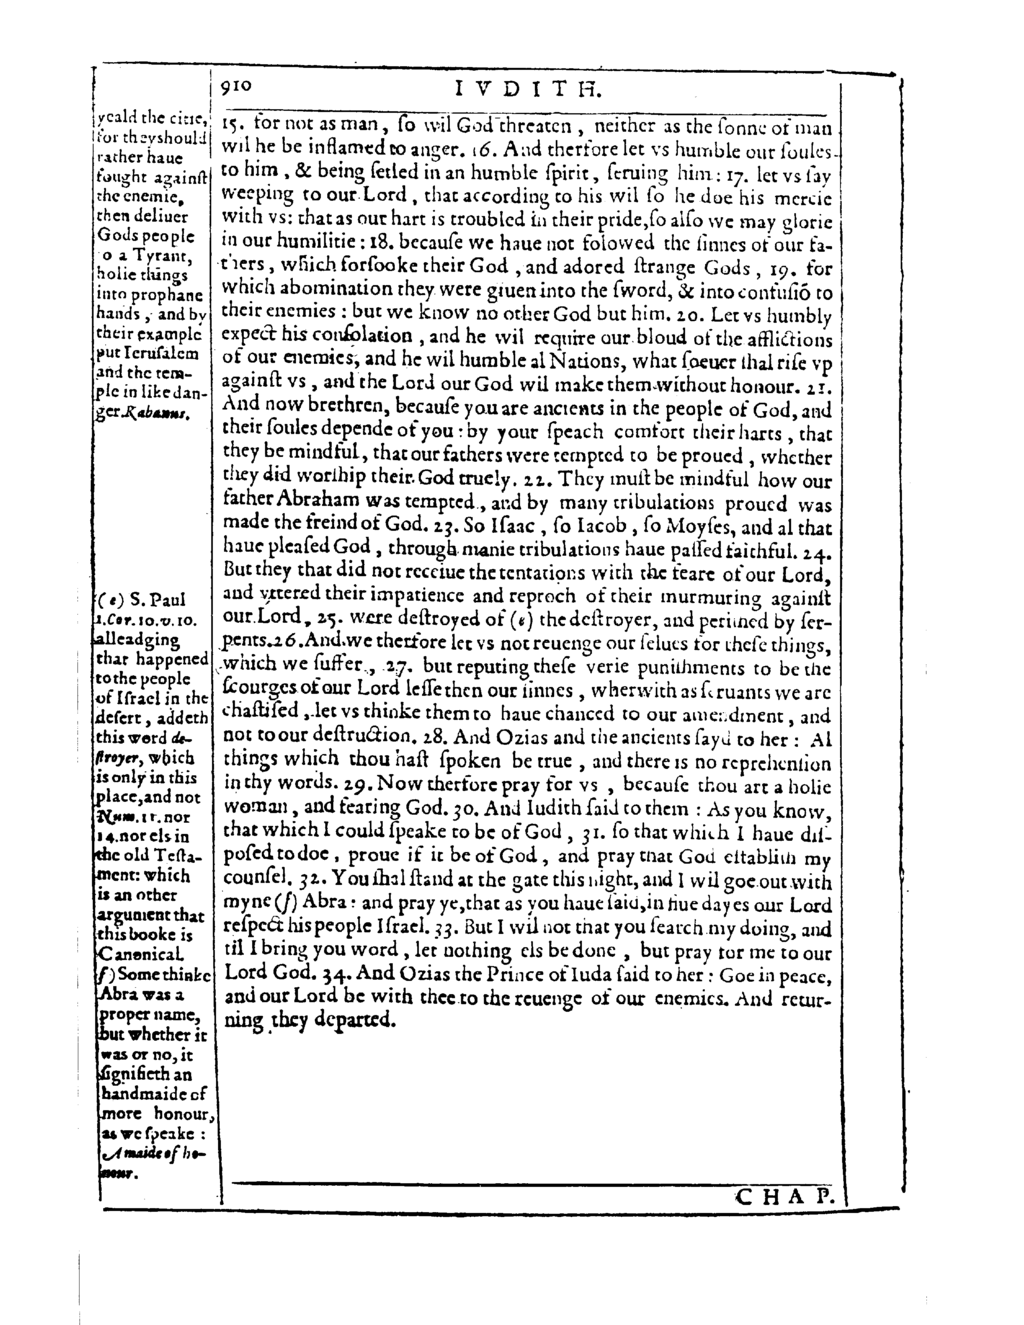 910
IVDITH.
yeald the citie,
for they should
rather haue
fought againſt
the enemie,
then deliuer
Gods people
o a Tyrant,
holie things
into prophane
hands, and by
their example
put Ieruſalem
and the tem-
ple in like dan-
ger. Rabanus.
(e) S. Paul
1. Cor. 10. v. 10.
alleadging
that happened
to the people
of Iſrael in the
deſert, addeth
this word de-
ſtroyer, which
is only in this
place, and not
Num. 11. nor
14. nor els in
the old Teſta-
ment: which
is an other
argument that
this booke is
Canonical.
f) Some thinke
Abra was a
proper name,
but whether it
was or no, it
ſignifieth an
handmaide of
more honour,
as we ſpeake:
A maide of ho-
nour.
15. for not as man, ſo wil God threaten, neither as the ſonne of man
wil he be inflamed to anger. 16. And therfore let vs humble our ſoules
to him, & being ſetled in an humble ſpirit, ſeruing him: 17. let vs ſay
weeping to our Lord, that according to his wil ſo he doe his mercie
with vs: that as our hart is troubled in their pride, ſo alſo we may glorie
in our humilitie: 18. becauſe we haue not folowed the ſinnes of our fa-
thers, which forſooke their God, and adored ſtrange Gods, 19. for
which abomination they were giuen into the ſword, & into confuſiõ to
their enemies: but we know no other God but him. 20. Let vs humbly
expect his conſolation, and he wil require our bloud of the afflictions
of our enemies, and he wil humble al Nations, what ſoeuer ſhal riſe vp
againſt vs, and the Lord our God wil make them without honour. 21.
And now brethren, becauſe you are ancients in the people of God, and
their ſoules depende of you: by your ſpeach comfort their harts, that
they be mindful, that our fathers were tempted to be proued, whether
they did worſhip their God truely. 22. They muſt be mindful how our
father Abraham was tempted, and by many tribulations proued was
made the freind of God. 23. So Iſaac, ſo Iacob, ſo Moyſes, and al that
haue pleaſed God, through manie tribulations haue paſſed faithful. 24.
But they that did not receiue the tentations with the feare of our Lord,
and vttered their impatience and reproch of their murmuring againſt
our Lord, 25. were deſtroyed of (e) the deſtroyer, and periſhed by ſer-
pents. 26. And we therfore let vs not reuenge our ſelues for theſe things,
which we ſuffer, 27. but reputing theſe verie puniſhments to be the
ſcourges of our Lord leſſe then our ſinnes, wherwith as ſeruants we are
chaſtiſed, let vs thinke them to haue chanced to our amendment, and
not to our deſtruction. 28. And Ozias and the ancients ſayd to her: Al
things which thou haſt ſpoken be true, and there is no reprehenſion
in thy words. 29. Now therfore pray for vs, becauſe thou art a holie
woman, and fearing God. 30. And Iudith ſaid to them: As you know,
that which I could ſpeake to be of God, 31. ſo that which I haue diſ-
poſed to doe, proue if it be of God, and pray that God eſtabliſh my
counſel. 32. You ſhal ſtand at the gate this night, and I wil goe out with
myne (f) Abra: and pray ye, that as you haue ſaid, in fiue dayes our Lord
reſpect his people Iſrael. 33. But I wil not that you ſearch my doing, and
til I bring you word, let nothing els be done, but pray for me to our
Lord God. 34. And Ozias the Prince of Iuda ſaid to her: Goe in peace,
and our Lord be with thee to the reuenge of our enemies. And retur-
ning they departed.
CHAP.